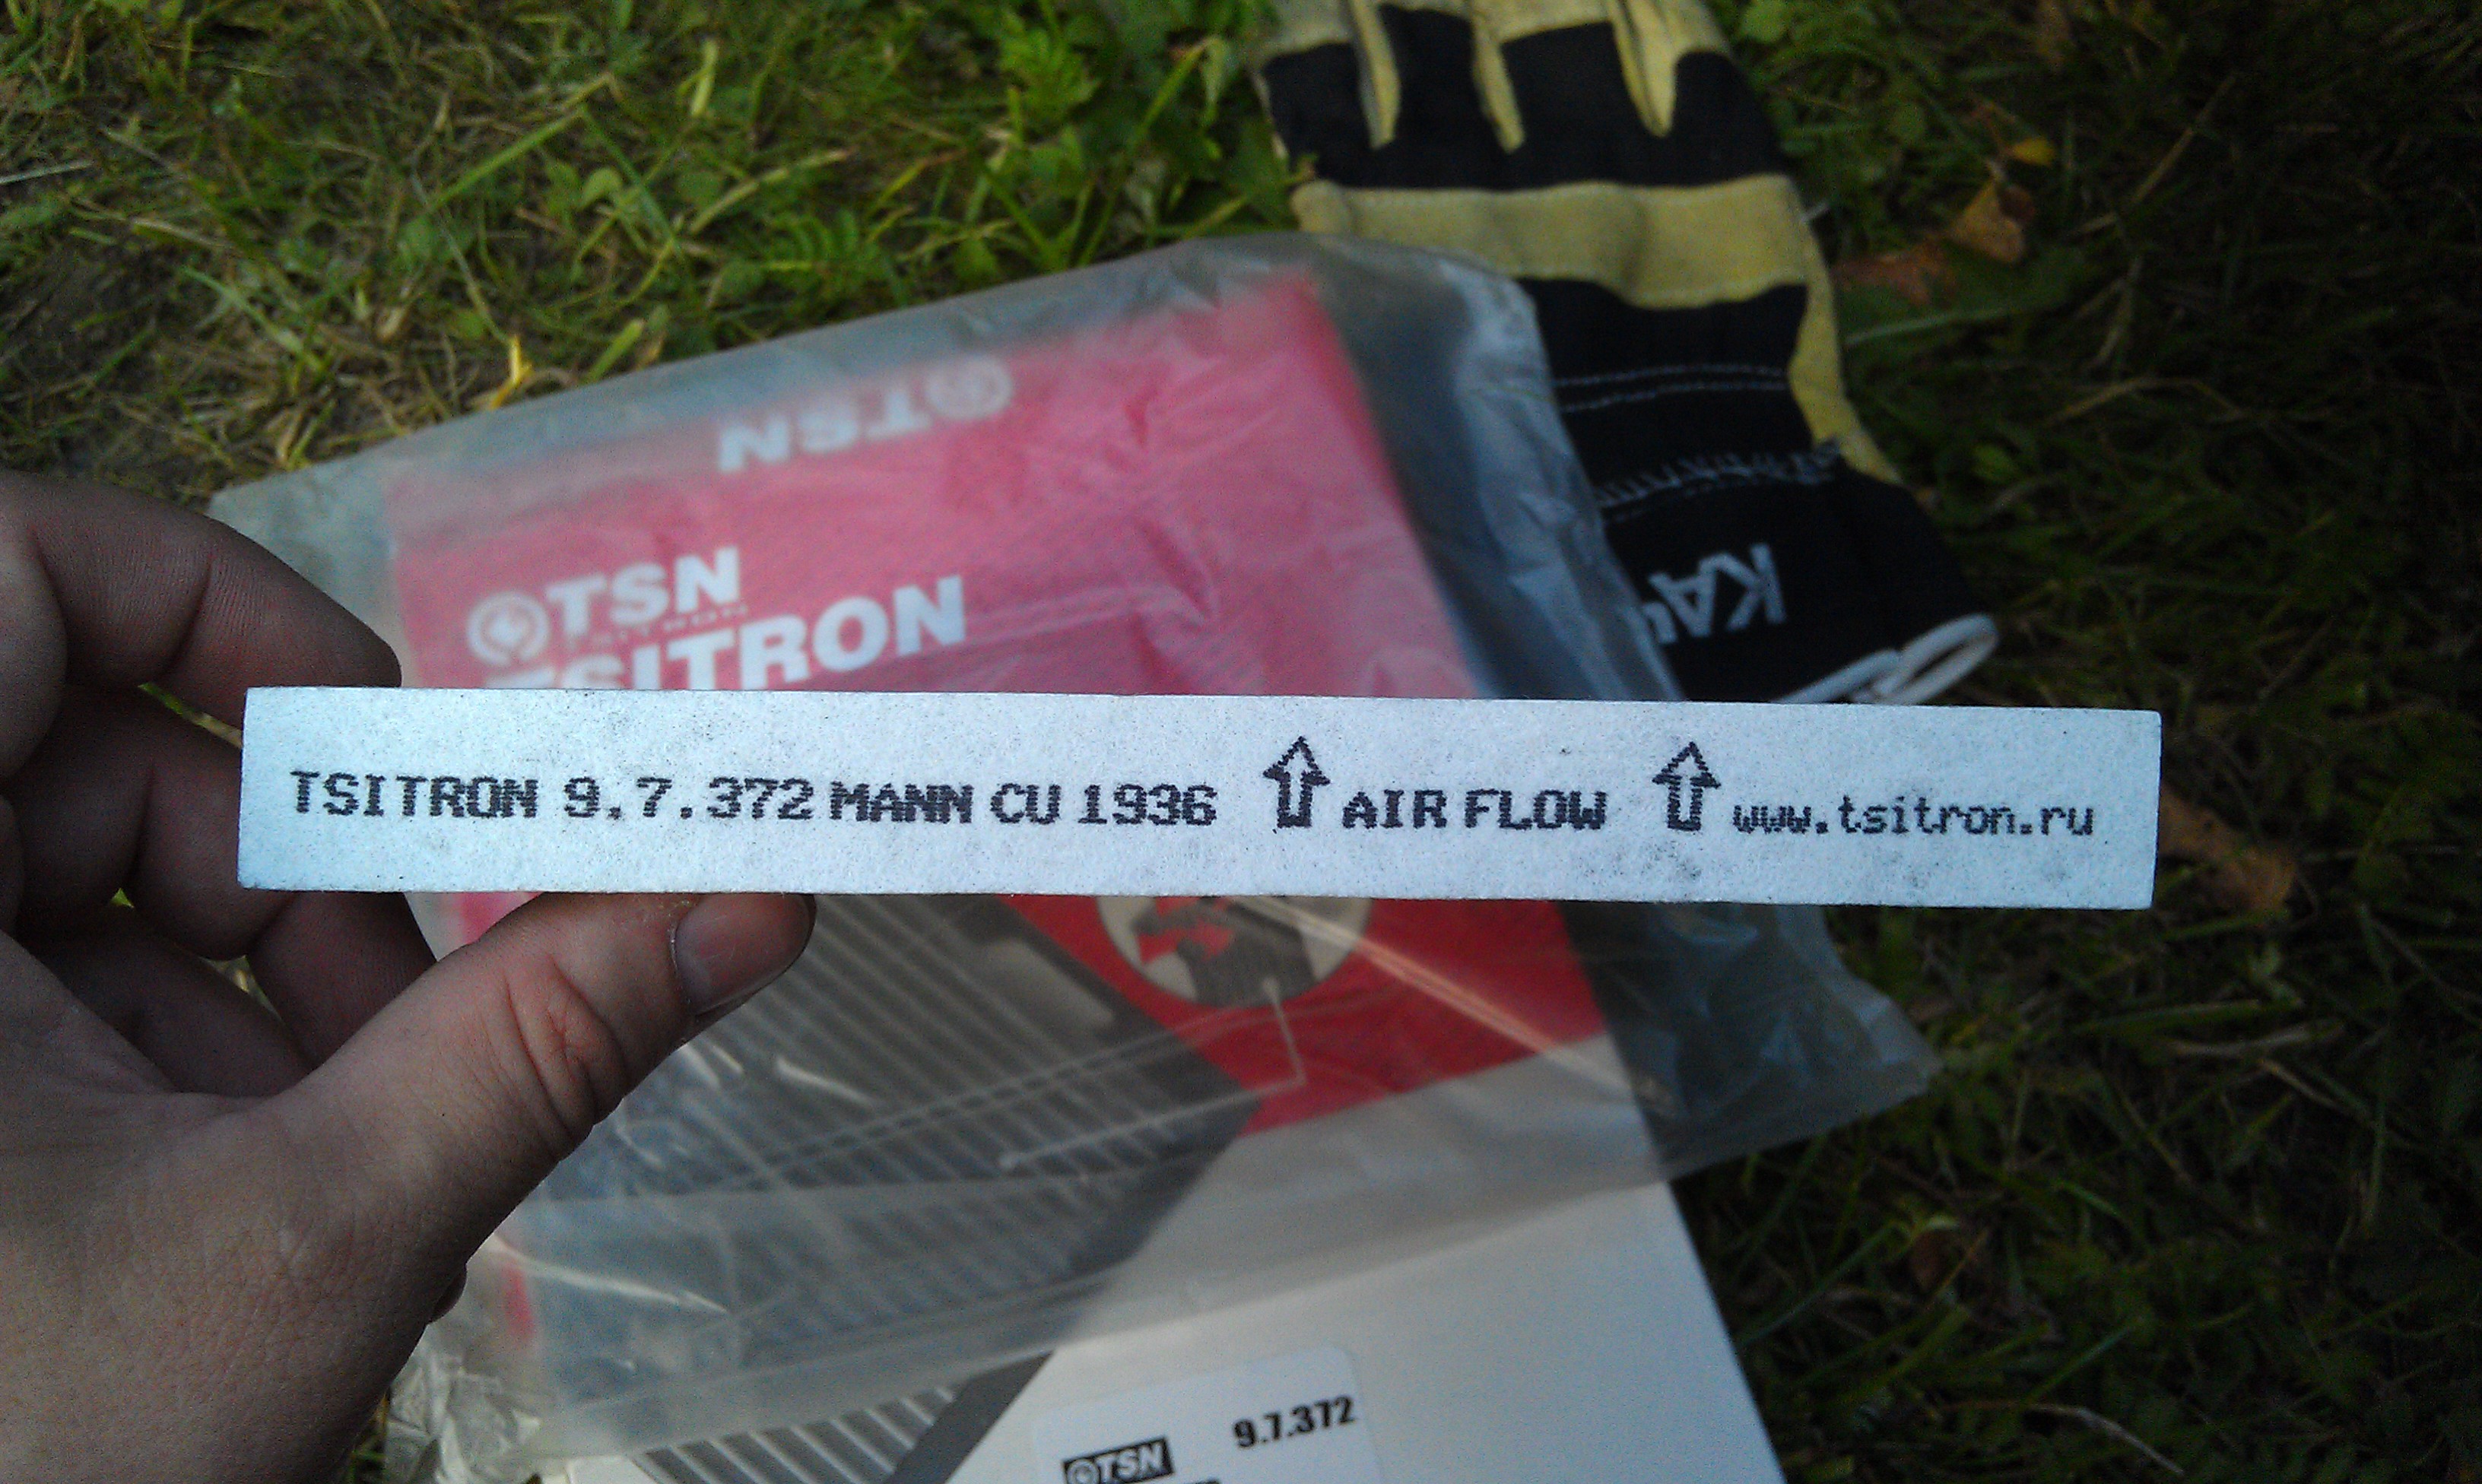 TSN
TSN
TSITRON
KA
TSITRON 9.7.372 MANN CU 1936 ⇧ AIR FLOW ⇧ www.tsitron.ru
TSN 9.7.372